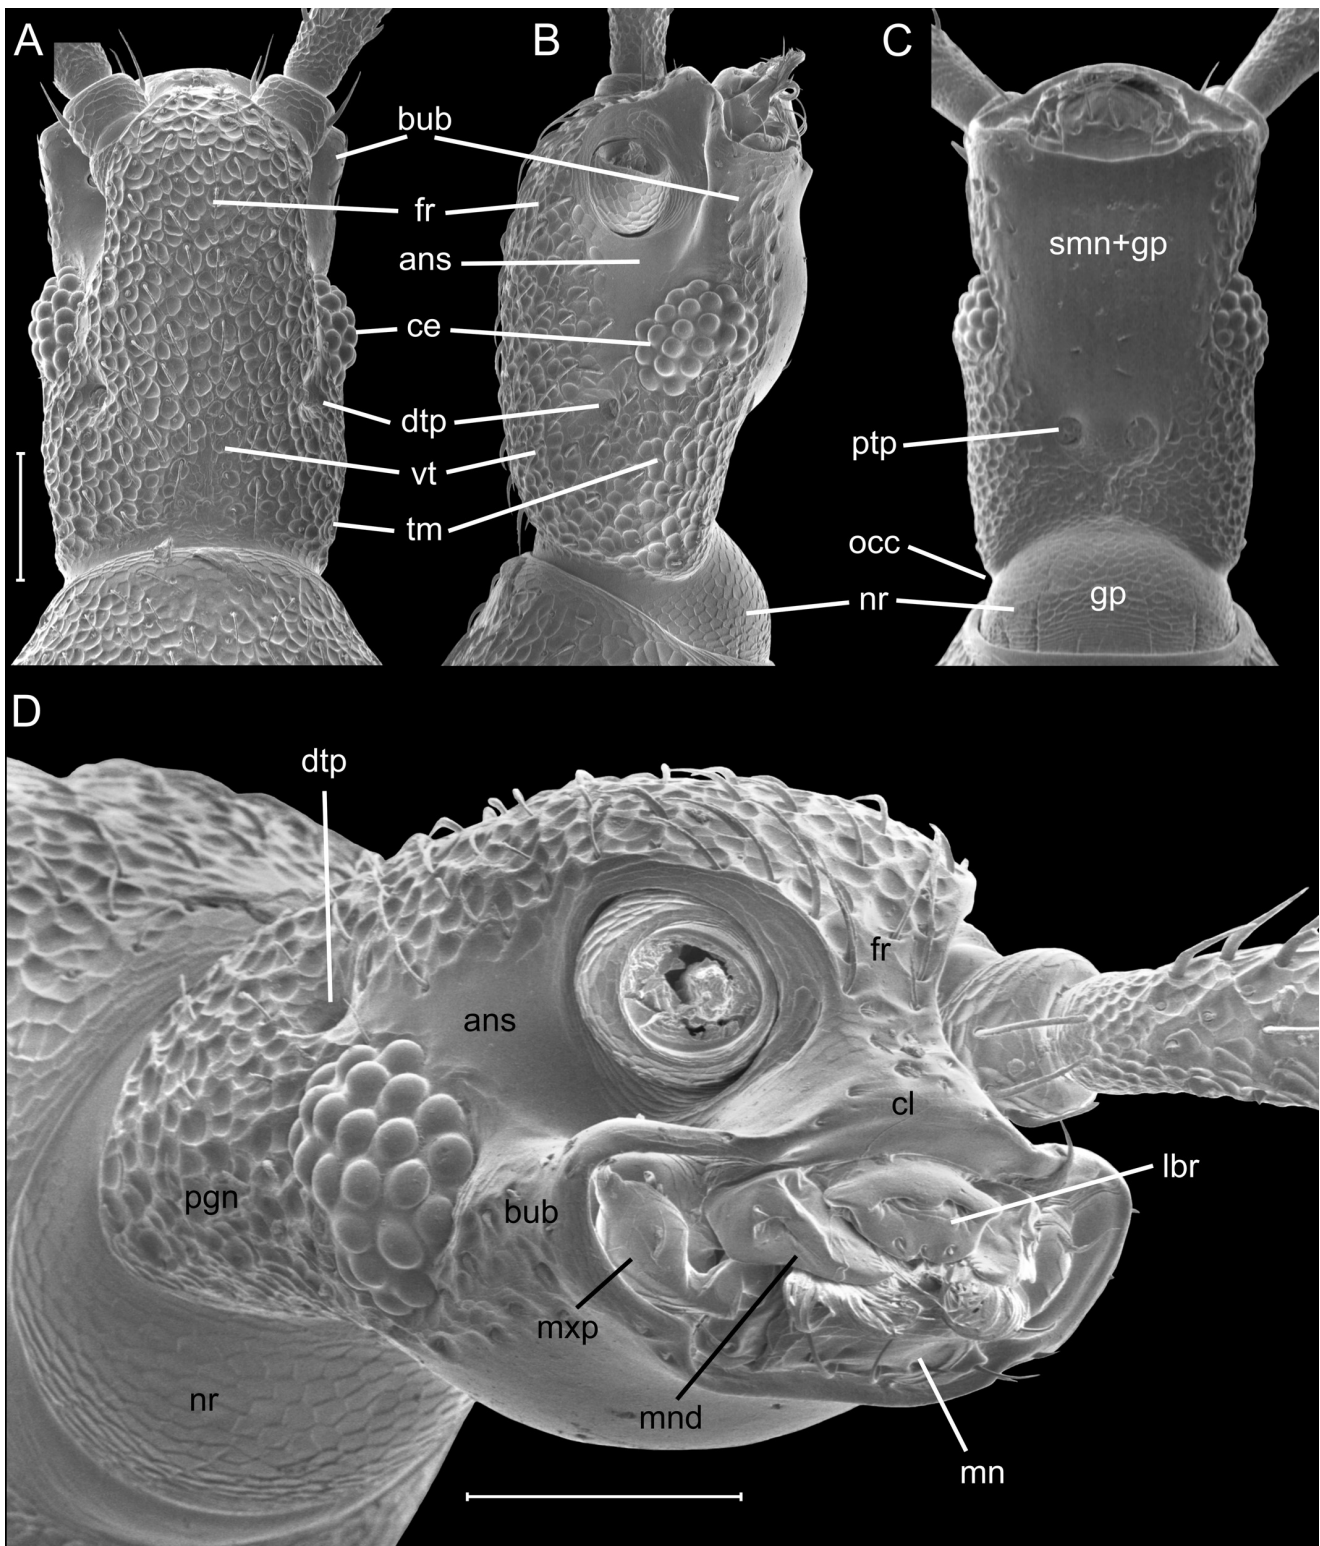 A
B
C
bub
fr
ans
ce
dtp
vt
tm
smn+gp
ptp
occ
nr
gp
D
dtp
fr
ans
cl
lbr
pgn
bub
mxp
nr
mnd
mn